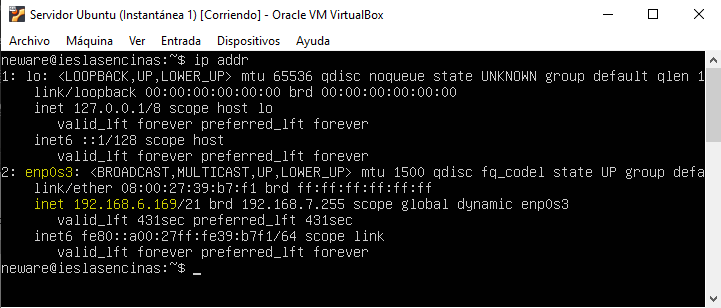 Servidor Ubuntu (Instantánea 1) [Corriendo] - Oracle VM VirtualBox
Archivo Máquina Ver Entrada Dispositivos Ayuda
neware@ieslasencinas:~$ ip addr
1: lo: <LOOPBACK,UP,LOWER_UP> mtu 65536 qdisc noqueue state UNKNOWN group default qlen 1
    link/loopback 00:00:00:00:00:00 brd 00:00:00:00:00:00
    inet 127.0.0.1/8 scope host lo
       valid_lft forever preferred_lft forever
    inet6 ::1/128 scope host
       valid_lft forever preferred_lft forever
2: enp0s3: <BROADCAST,MULTICAST,UP,LOWER_UP> mtu 1500 qdisc fq_codel state UP group defa
    link/ether 08:00:27:39:b7:f1 brd ff:ff:ff:ff:ff:ff
    inet 192.168.6.169/21 brd 192.168.7.255 scope global dynamic enp0s3
       valid_lft 431sec preferred_lft 431sec
    inet6 fe80::a00:27ff:fe39:b7f1/64 scope link
       valid_lft forever preferred_lft forever
neware@ieslasencinas:~$ _